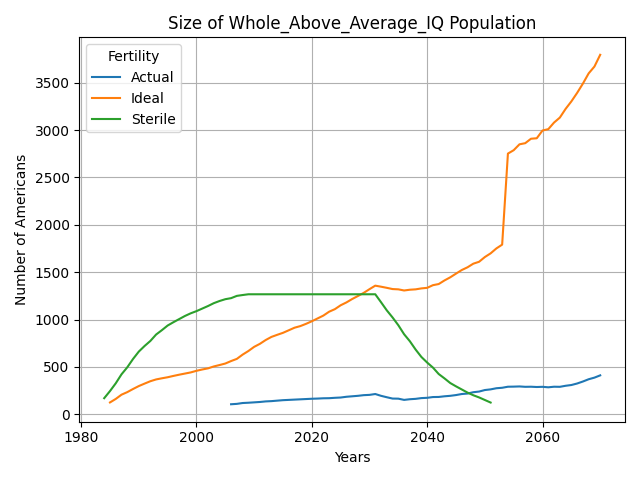 Size of Whole_Above_Average_IQ Population
Fertility
Actual
Ideal
Sterile
Number of Americans
3500
3000
2500
2000
1500
1000
500
0
1980
2000
2020
2040
2060
Years